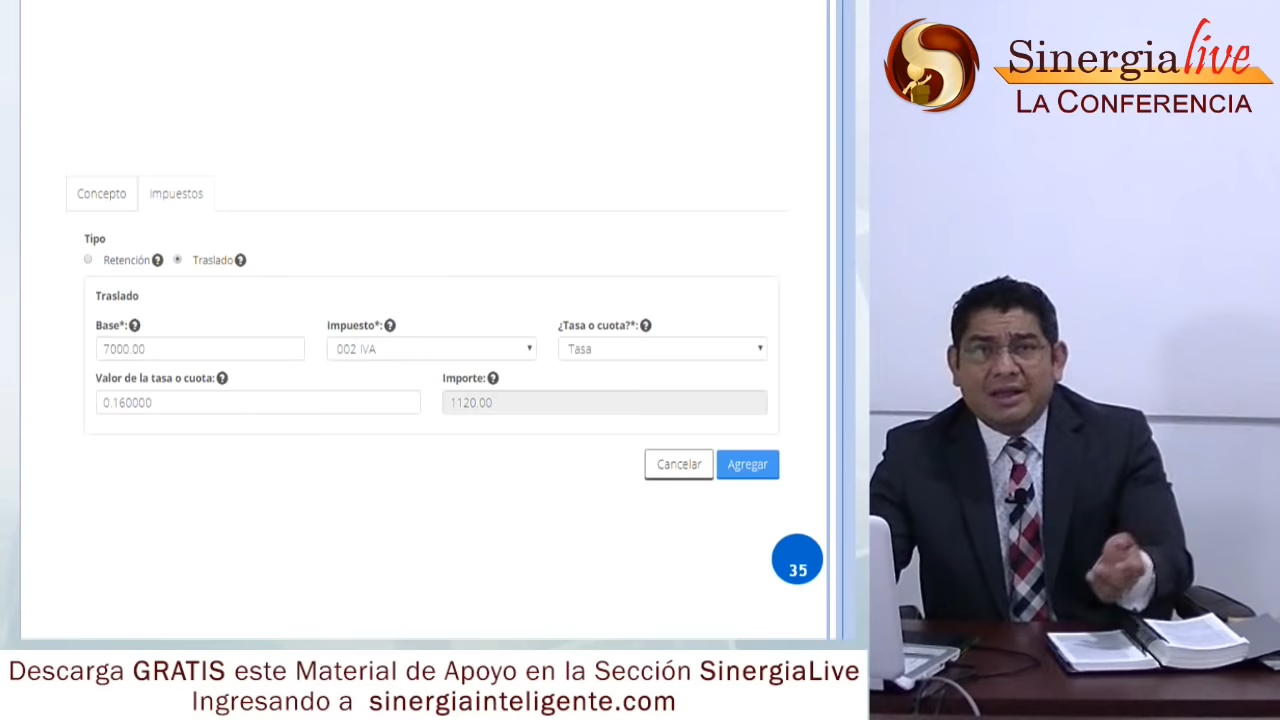 Concepto
Impuestos
Tipo
Retención
Traslado
Traslado
Base*:
Impuesto*:
¿Tasa o cuota?*:
7000.00
002 IVA
Tasa
Valor de la tasa o cuota:
Importe:
0.160000
1120.00
Cancelar
Agregar
35
Sinergia live
LA CONFERENCIA
Descarga GRATIS este Material de Apoyo en la Sección SinergiaLive
Ingresando a sinergiainteligente.com